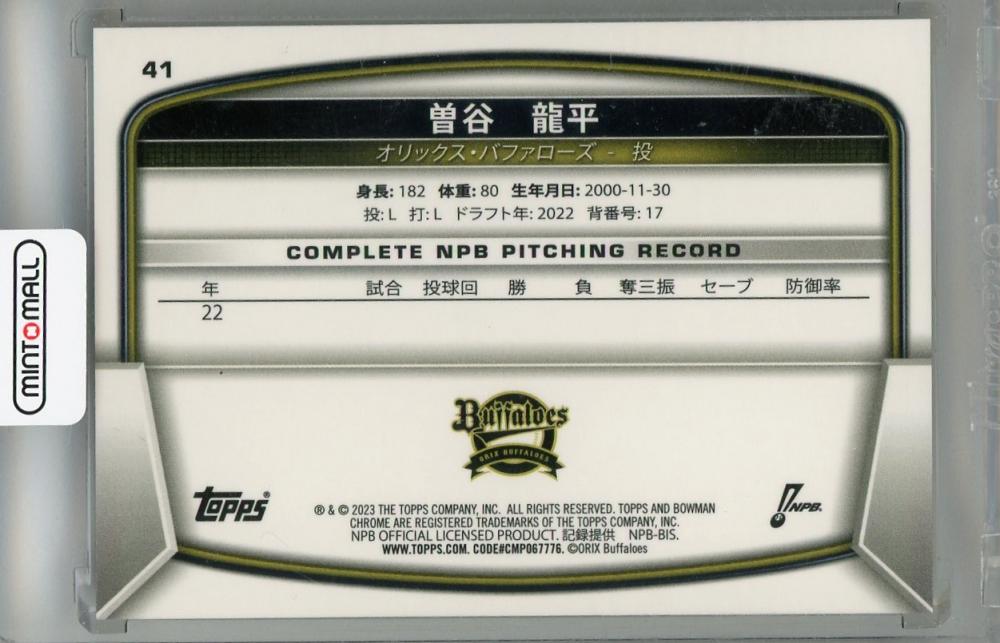 41
曽谷 龍平
オリックス・バファローズ - 投
身長: 182 体重: 80 生年月日: 2000-11-30
投: L 打: L ドラフト年: 2022 背番号: 17
COMPLETE NPB PITCHING RECORD
年 試合 投球回 勝 負 奪三振 セーブ 防御率
22
MINTOMALL
Buffaloes
ORIX BUFFALOES
Topps®
® & © 2023 THE TOPPS COMPANY, INC. ALL RIGHTS RESERVED. TOPPS AND BOWMAN
CHROME ARE REGISTERED TRADEMARKS OF THE TOPPS COMPANY, INC.
NPB OFFICIAL LICENSED PRODUCT. 記録提供 NPB-BIS.
WWW.TOPPS.COM. CODE#CMP067776. ©ORIX Buffaloes
NPB.